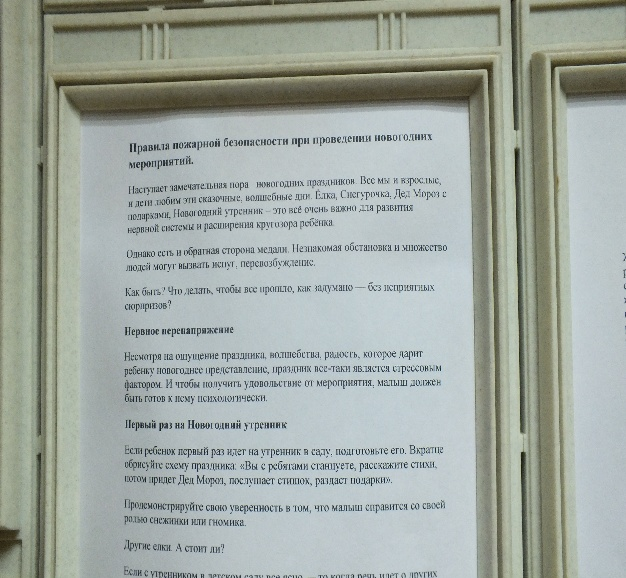 Правила пожарной безопасности при проведении новогодних
мероприятий.
Наступает замечательная пора новогодних праздников. Все мы и взрослые,
и дети любим эти сказочные, волшебные дни. Ёлка, Снегурочка, Дед Мороз с
подарками, Новогодний утренник – это всё очень важно для развития
нервной системы и расширения кругозора ребёнка.
Однако есть и обратная сторона медали. Незнакомая обстановка и множество
людей могут вызвать испуг, перевозбуждение.
Как быть? Что делать, чтобы все прошло, как задумано — без неприятных
сюрпризов?
Нервное перенапряжение
Несмотря на ощущение праздника, волшебства, радость, которое дарит
ребенку новогоднее представление, праздник все-таки является стрессовым
фактором. И чтобы получить удовольствие от мероприятия, малыш должен
быть готов к нему психологически.
Первый раз на Новогодний утренник
Если ребенок первый раз идет на утренник в саду, подготовьте его. Вкратце
обрисуйте схему праздника: «Вы с ребятами станцуете, расскажите стихи,
потом придет Дед Мороз, послушает стишок, раздаст подарки».
Продемонстрируйте свою уверенность в том, что малыш справится со своей
ролью снежинки или гномика.
Другие елки. А стоит ли?
Если с утренником в детском саду все ясно, — то когда речь идет о других